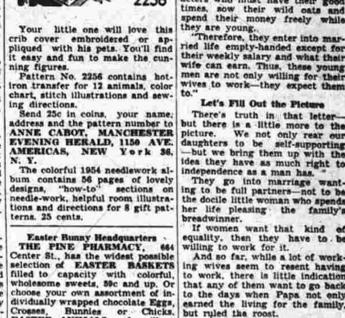 2256
Your little one will love this
crib cover embroidered or ap-
pliqued with his pets. You'll find
it easy and fun to make the cun-
ning figures.
Pattern No. 2256 contains hot-
iron transfer for 12 animals, color
chart, stitch illustrations and sew-
ing directions.
Send 25c in coins, your name,
address and the pattern number to
ANNE CABOT, MANCHESTER
EVENING HERALD, 1150 AVE.
AMERICAS, NEW York 36,
N. Y.
The colorful 1956 needlework al-
bum contains 56 pages of lovely
designs, "how-to" sections on
needle-work, helpful room illustra-
tions and directions for 8 gift pat-
terns. 25 cents.
Easter Bunny Headquarters
THE PINE PHARMACY, 664
Center St., has the widest possible
selection of EASTER BASKETS
filled to capacity with colorful,
wholesome sweets, 59c and up. Or
choose your own assortment of in-
dividually wrapped chocolate Eggs,
Crosses, Bunnies or Chicks.
times, sow their wild oats and
spend their money freely while
they are young.
"Therefore, they enter into mar-
ried life empty-handed except for
their weekly salary and what their
wife can earn. Thus, these young
men are not only willing for their
wives to work—they expect them
to."
Let's Fill Out the Picture
There's truth in that letter—
but there is a little more to the
picture. We not only rear our
daughters to be self-supporting
—but we bring them up with the
idea they have as much right to
independence as a man has.
They go into marriage want-
ing to be full partners—not to be
the docile little woman who spends
her life pleasing the family's
breadwinner.
If women want that kind of
equality, then they have to be
willing to work for it.
And so far, while a lot of work-
ing wives seem to resent having
to work, there is little indication
that any of them want to go back
to the days when Papa not only
earned the living for the family,
but ruled the roost.